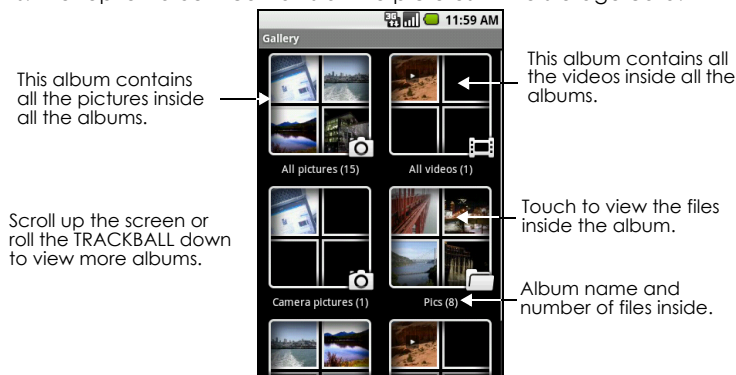 11:59 AM
Gallery
This album contains
all the pictures inside
all the albums.
This album contains all
the videos inside all the
albums.
All pictures (15)
All videos (1)
Scroll up the screen or
roll the TRACKBALL down
to view more albums.
Touch to view the files
inside the album.
Camera pictures (1)
Pics (8)
Album name and
number of files inside.